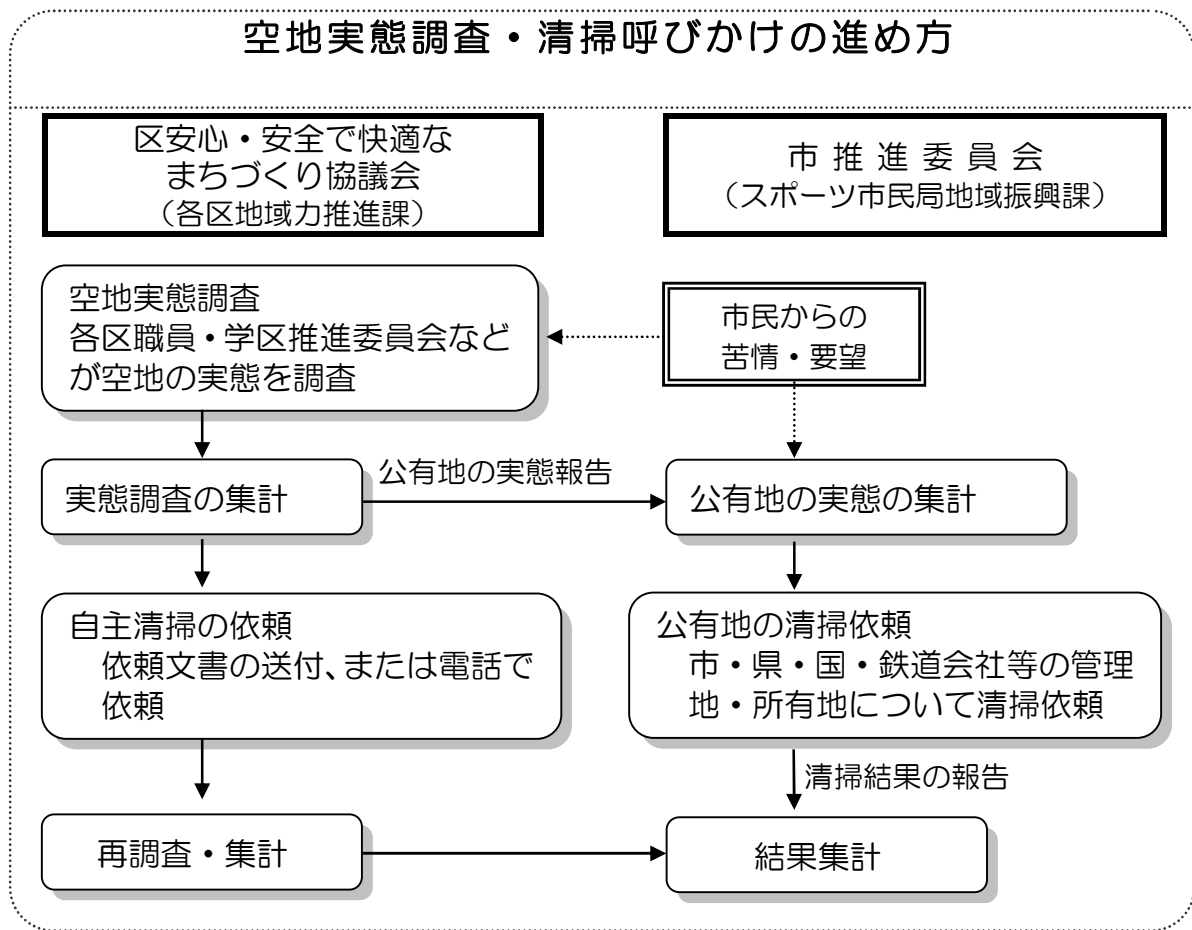 空地実態調査・清掃呼びかけの進め方
区安心・安全で快適な
まちづくり協議会
（各区地域力推進課）
市推進委員会
（スポーツ市民局地域振興課）
空地実態調査
各区職員・学区推進委員会など
が空地の実態を調査
市民からの
苦情・要望
実態調査の集計
公有地の実態報告
公有地の実態の集計
自主清掃の依頼
依頼文書の送付、または電話で
依頼
公有地の清掃依頼
市・県・国・鉄道会社等の管理
地・所有地について清掃依頼
清掃結果の報告
再調査・集計
結果集計